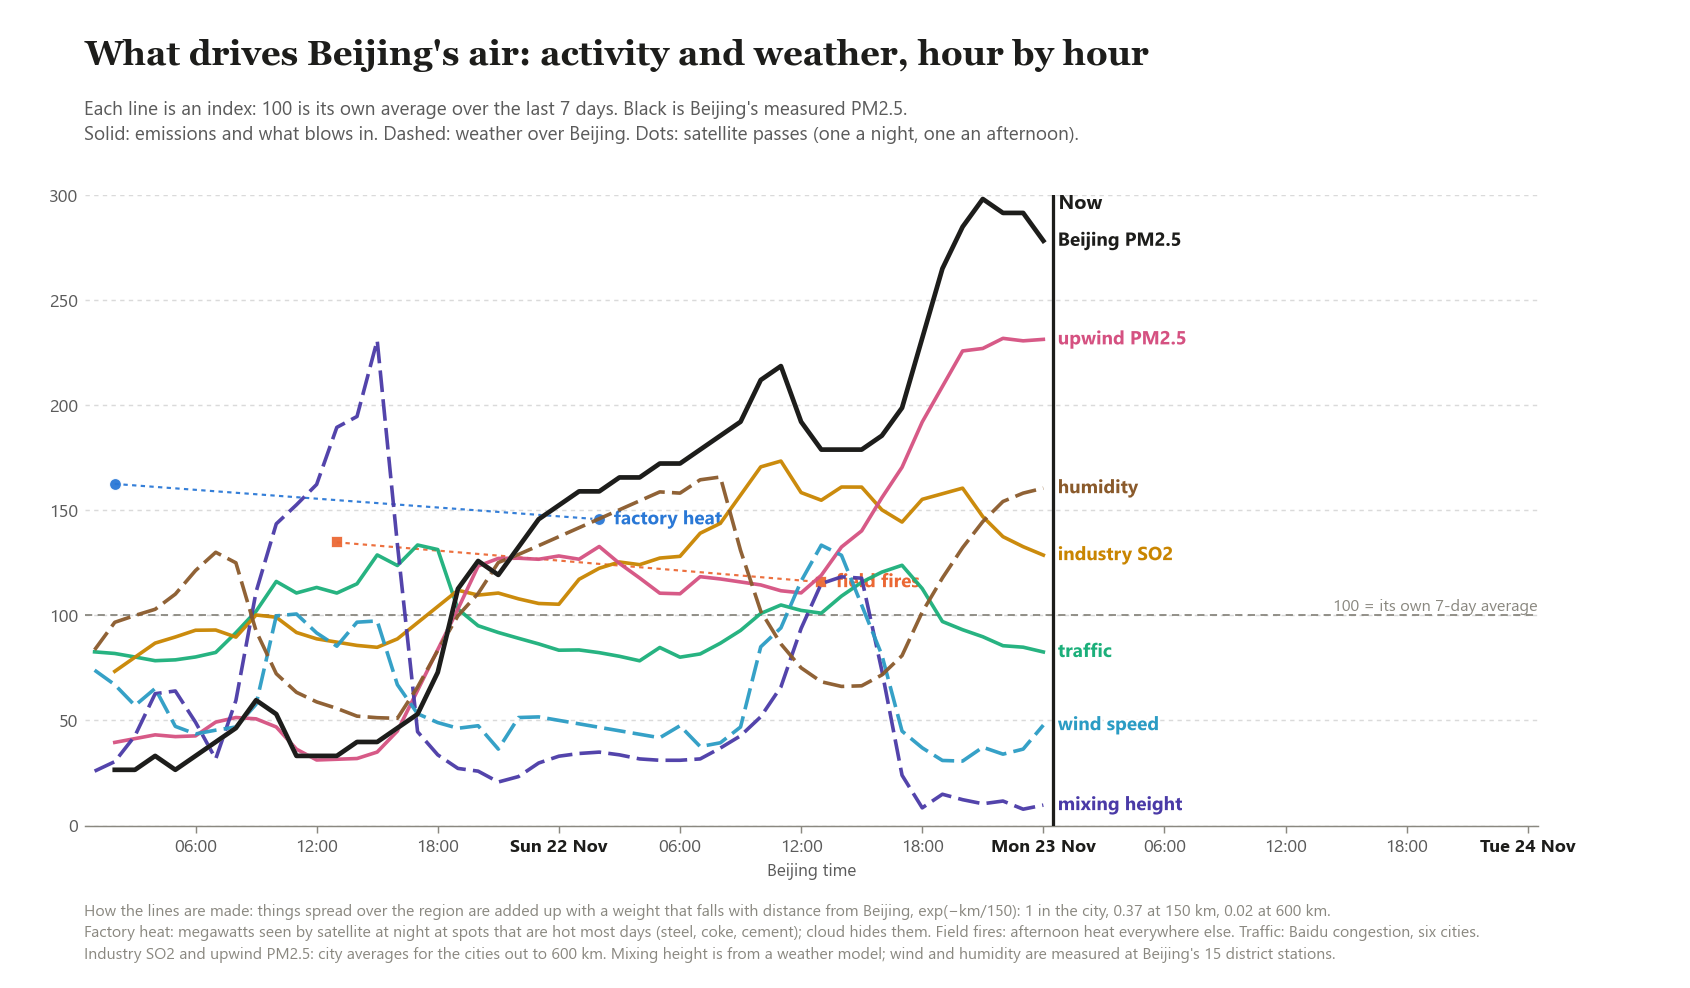 What drives Beijing's air: activity and weather, hour by hour
Each line is an index: 100 is its own average over the last 7 days. Black is Beijing's measured PM2.5.
Solid: emissions and what blows in. Dashed: weather over Beijing. Dots: satellite passes (one a night, one an afternoon).
300
Now
Beijing PM2.5
250
upwind PM2.5
200
humidity
150
factory heat
industry SO2
field fires
100 = its own 7-day average
100
traffic
wind speed
50
mixing height
0
06:00 12:00 18:00 Sun 22 Nov 06:00 12:00 18:00 Mon 23 Nov 06:00 12:00 18:00 Tue 24 Nov
Beijing time
How the lines are made: things spread over the region are added up with a weight that falls with distance from Beijing, exp(−km/150): 1 in the city, 0.37 at 150 km, 0.02 at 600 km.
Factory heat: megawatts seen by satellite at night at spots that are hot most days (steel, coke, cement); cloud hides them. Field fires: afternoon heat everywhere else. Traffic: Baidu congestion, six cities.
Industry SO2 and upwind PM2.5: city averages for the cities out to 600 km. Mixing height is from a weather model; wind and humidity are measured at Beijing's 15 district stations.